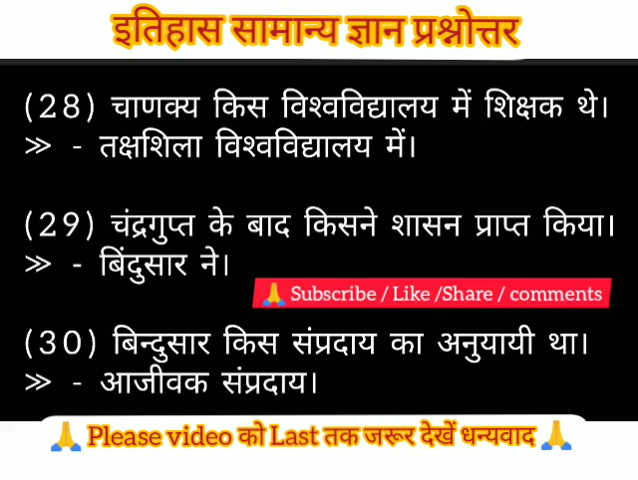 इतिहास सामान्य ज्ञान प्रश्नोत्तर
(28) चाणक्य किस विश्वविद्यालय में शिक्षक थे।
≫ - तक्षशिला विश्वविद्यालय में।
(29) चंद्रगुप्त के बाद किसने शासन प्राप्त किया।
≫ - बिंदुसार ने।
🙏 Subscribe / Like /Share / comments
(30) बिन्दुसार किस संप्रदाय का अनुयायी था।
≫ - आजीवक संप्रदाय।
🙏 Please video को Last तक जरूर देखें धन्यवाद 🙏